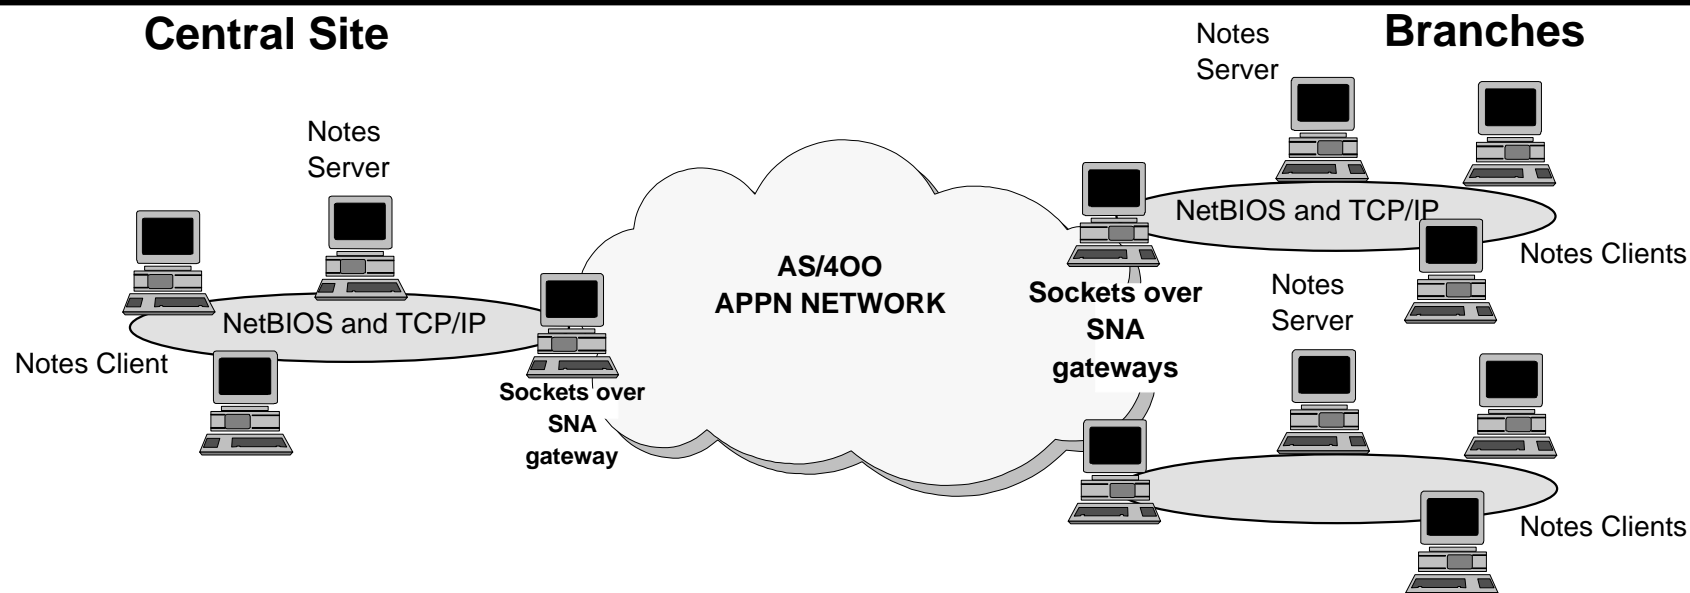 Central Site
Branches
Notes
Server
Notes
Server
NetBIOS and TCP/IP
Notes Client
Sockets over
SNA
gateway
AS/4OO
APPN NETWORK
Sockets over
SNA
gateways
NetBIOS and TCP/IP
Notes Clients
Notes
Server
Notes Clients